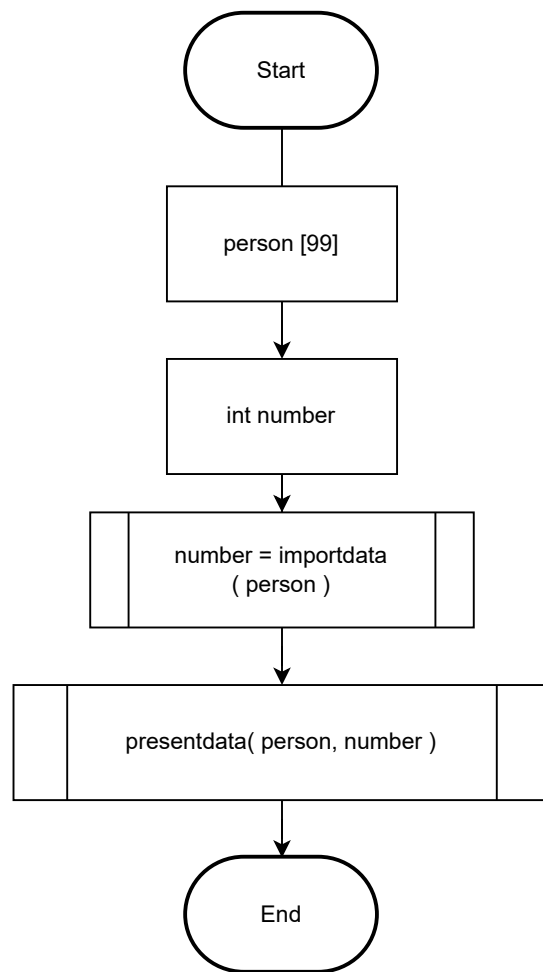 Start
person [99]
int number
number = importdata
( person )
presentdata( person, number )
End